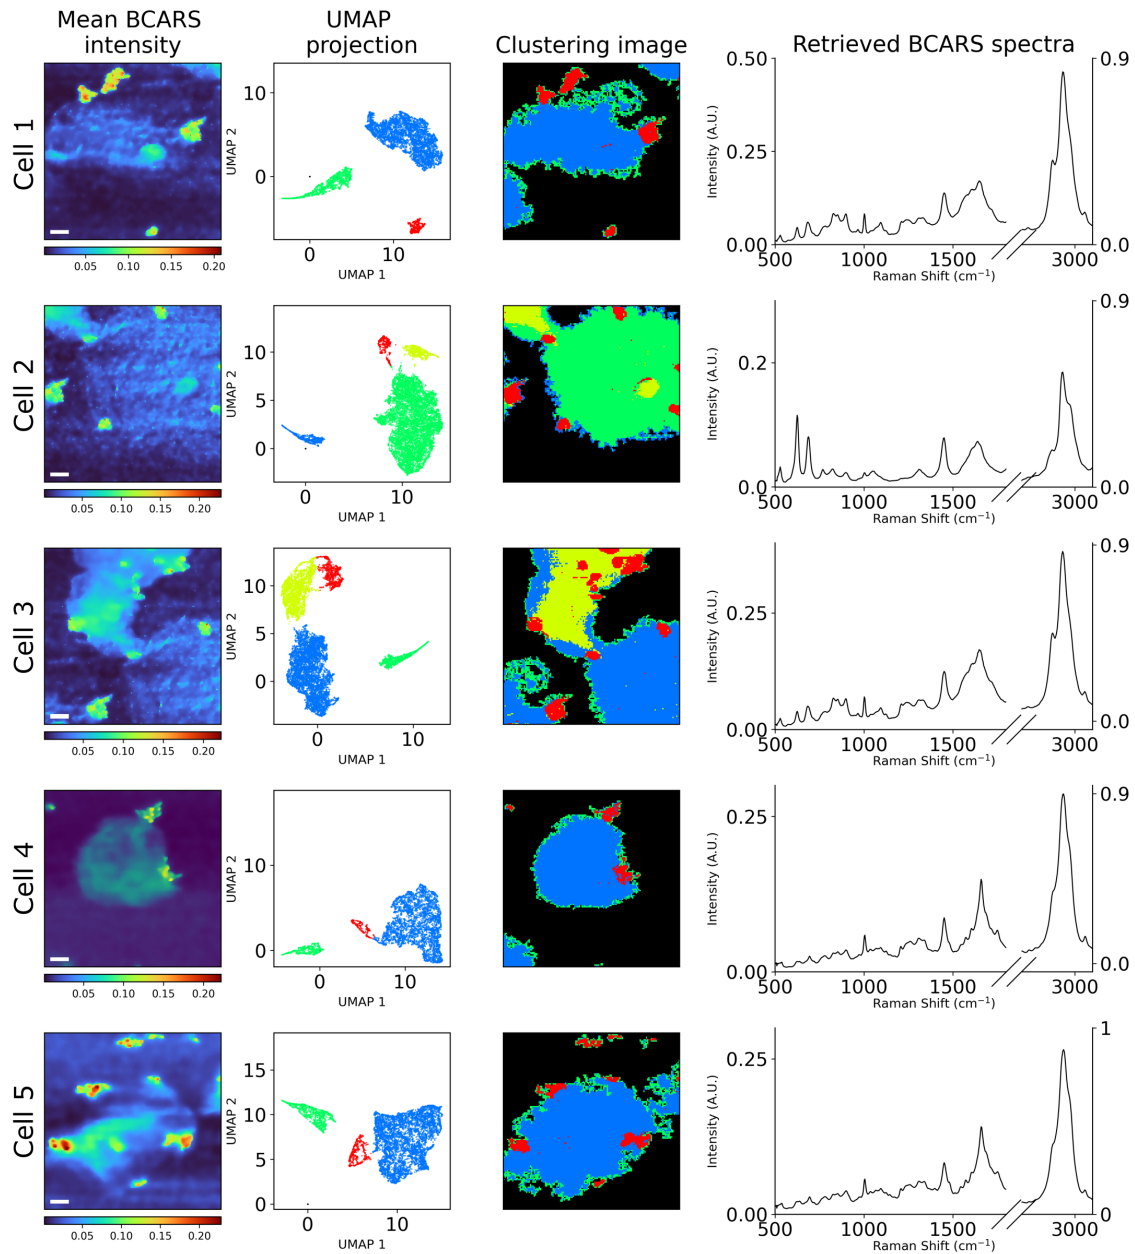 Mean BCARS intensity
UMAP projection
Clustering image
Retrieved BCARS spectra
Cell 1
0.05 0.10 0.15 0.20
UMAP 2
10
0
0 10
UMAP 1
Intensity (A.U.)
0.50
0.25
0.00
0.9
0.0
500 1000 1500 3000
Raman Shift (cm⁻¹)
Cell 2
0.05 0.10 0.15 0.20
UMAP 2
10
5
0
0 10
UMAP 1
Intensity (A.U.)
0.2
0.0
0.9
0.0
500 1000 1500 3000
Raman Shift (cm⁻¹)
Cell 3
0.05 0.10 0.15 0.20
UMAP 2
10
5
0
0 10
UMAP 1
Intensity (A.U.)
0.25
0.00
0.9
0.0
500 1000 1500 3000
Raman Shift (cm⁻¹)
Cell 4
0.05 0.10 0.15 0.20
UMAP 2
10
0
0 10
UMAP 1
Intensity (A.U.)
0.25
0.00
0.9
0.0
500 1000 1500 3000
Raman Shift (cm⁻¹)
Cell 5
0.05 0.10 0.15 0.20
UMAP 2
15
10
5
0
0 10
UMAP 1
Intensity (A.U.)
0.25
0.00
1
0
500 1000 1500 3000
Raman Shift (cm⁻¹)